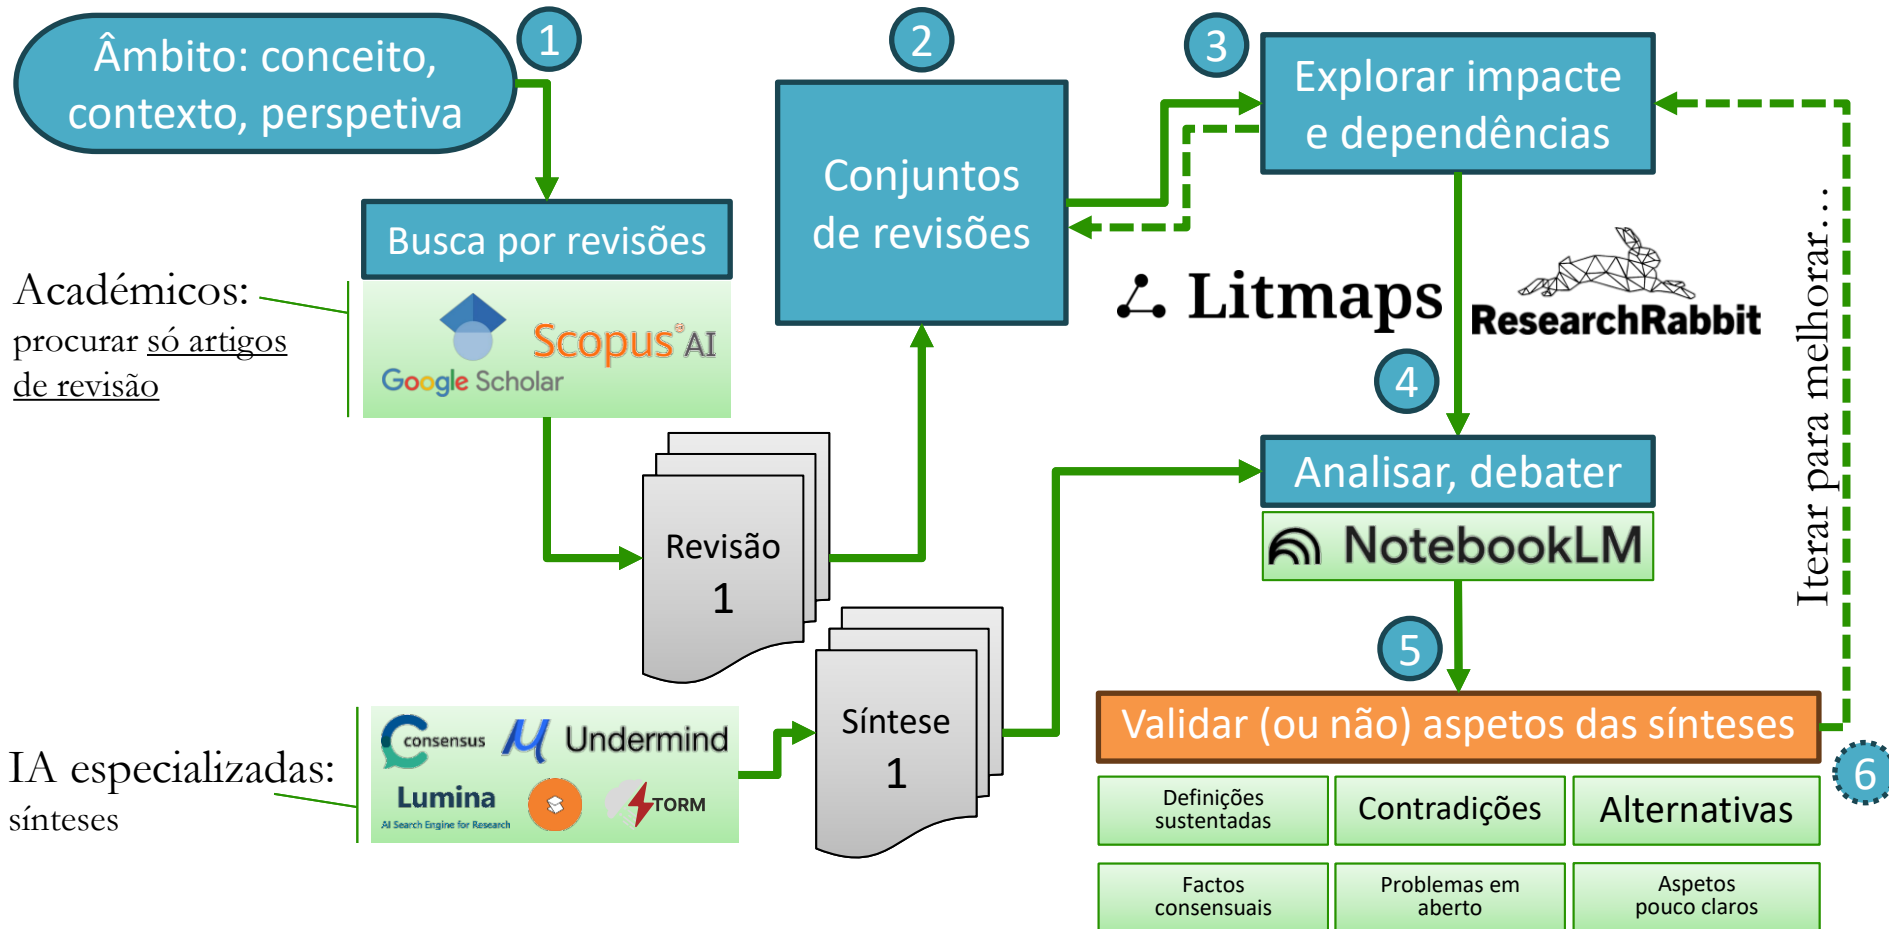 Âmbito: conceito,
contexto, perspetiva
1
Busca por revisões
Académicos:
procurar só artigos
de revisão
Google Scholar
Scopus® AI
Revisão
1
2
Conjuntos
de revisões
3
Explorar impacte
e dependências
Litmaps
ResearchRabbit
4
Analisar, debater
NotebookLM
IA especializadas:
sínteses
consensus
Undermind
Lumina
AI Search Engine for Research
STORM
Síntese
1
5
Validar (ou não) aspetos das sínteses
Definições
sustentadas
Contradições
Alternativas
Factos
consensuais
Problemas em
aberto
Aspetos
pouco claros
6
Iterar para melhorar…